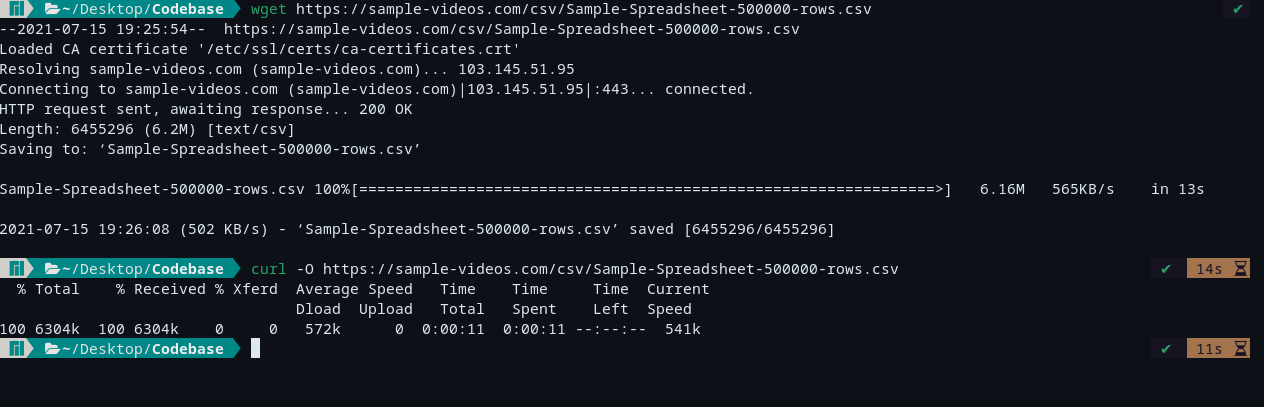 ~/Desktop/Codebase wget https://sample-videos.com/csv/Sample-Spreadsheet-500000-rows.csv ✔
--2021-07-15 19:25:54--  https://sample-videos.com/csv/Sample-Spreadsheet-500000-rows.csv
Loaded CA certificate '/etc/ssl/certs/ca-certificates.crt'
Resolving sample-videos.com (sample-videos.com)... 103.145.51.95
Connecting to sample-videos.com (sample-videos.com)|103.145.51.95|:443... connected.
HTTP request sent, awaiting response... 200 OK
Length: 6455296 (6.2M) [text/csv]
Saving to: ‘Sample-Spreadsheet-500000-rows.csv’
Sample-Spreadsheet-500000-rows.csv 100%[================================================================>]   6.16M   565KB/s    in 13s
2021-07-15 19:26:08 (502 KB/s) - ‘Sample-Spreadsheet-500000-rows.csv’ saved [6455296/6455296]
~/Desktop/Codebase curl -O https://sample-videos.com/csv/Sample-Spreadsheet-500000-rows.csv ✔ 14s
  % Total    % Received % Xferd  Average Speed   Time    Time     Time  Current
                                 Dload  Upload   Total   Spent    Left  Speed
100 6304k  100 6304k    0     0   572k      0  0:00:11  0:00:11 --:--:--  541k
~/Desktop/Codebase ✔ 11s